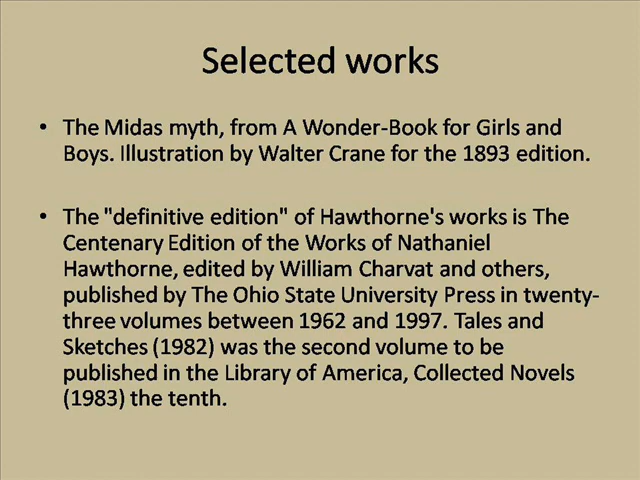 Selected works
• The Midas myth, from A Wonder-Book for Girls and
Boys. Illustration by Walter Crane for the 1893 edition.
• The "definitive edition" of Hawthorne's works is The
Centenary Edition of the Works of Nathaniel
Hawthorne, edited by William Charvat and others,
published by The Ohio State University Press in twenty-
three volumes between 1962 and 1997. Tales and
Sketches (1982) was the second volume to be
published in the Library of America, Collected Novels
(1983) the tenth.